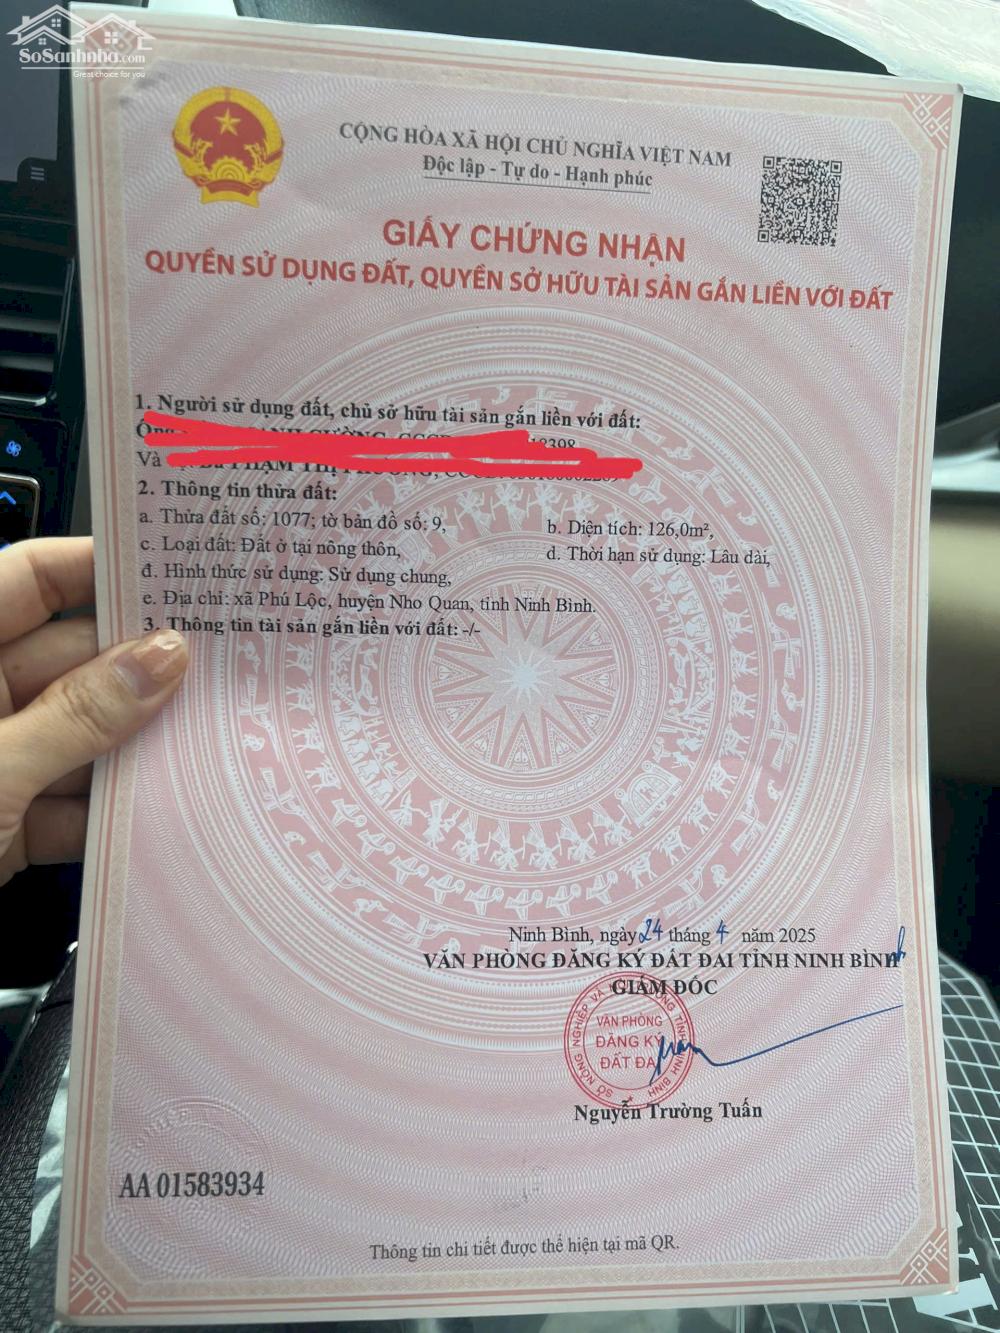 SoSanhnha.com
Great choice for you
CỘNG HÒA XÃ HỘI CHỦ NGHĨA VIỆT NAM
Độc lập - Tự do - Hạnh phúc
GIẤY CHỨNG NHẬN
QUYỀN SỬ DỤNG ĐẤT, QUYỀN SỞ HỮU TÀI SẢN GẮN LIỀN VỚI ĐẤT
1. Người sử dụng đất, chủ sở hữu tài sản gắn liền với đất:
Ông
Và
2. Thông tin thửa đất:
a. Thửa đất số: 1077; tờ bản đồ số: 9, b. Diện tích: 126,0m²,
c. Loại đất: Đất ở tại nông thôn, d. Thời hạn sử dụng: Lâu dài,
đ. Hình thức sử dụng: Sử dụng chung,
e. Địa chỉ: xã Phú Lộc, huyện Nho Quan, tỉnh Ninh Bình.
3. Thông tin tài sản gắn liền với đất: -/-
Ninh Bình, ngày 24 tháng 4 năm 2025
VĂN PHÒNG ĐĂNG KÝ ĐẤT ĐAI TỈNH NINH BÌNH
GIÁM ĐỐC
VĂN PHÒNG
ĐĂNG KÝ
ĐẤT ĐAI
Nguyễn Trường Tuấn
AA 01583934
Thông tin chi tiết được thể hiện tại mã QR.